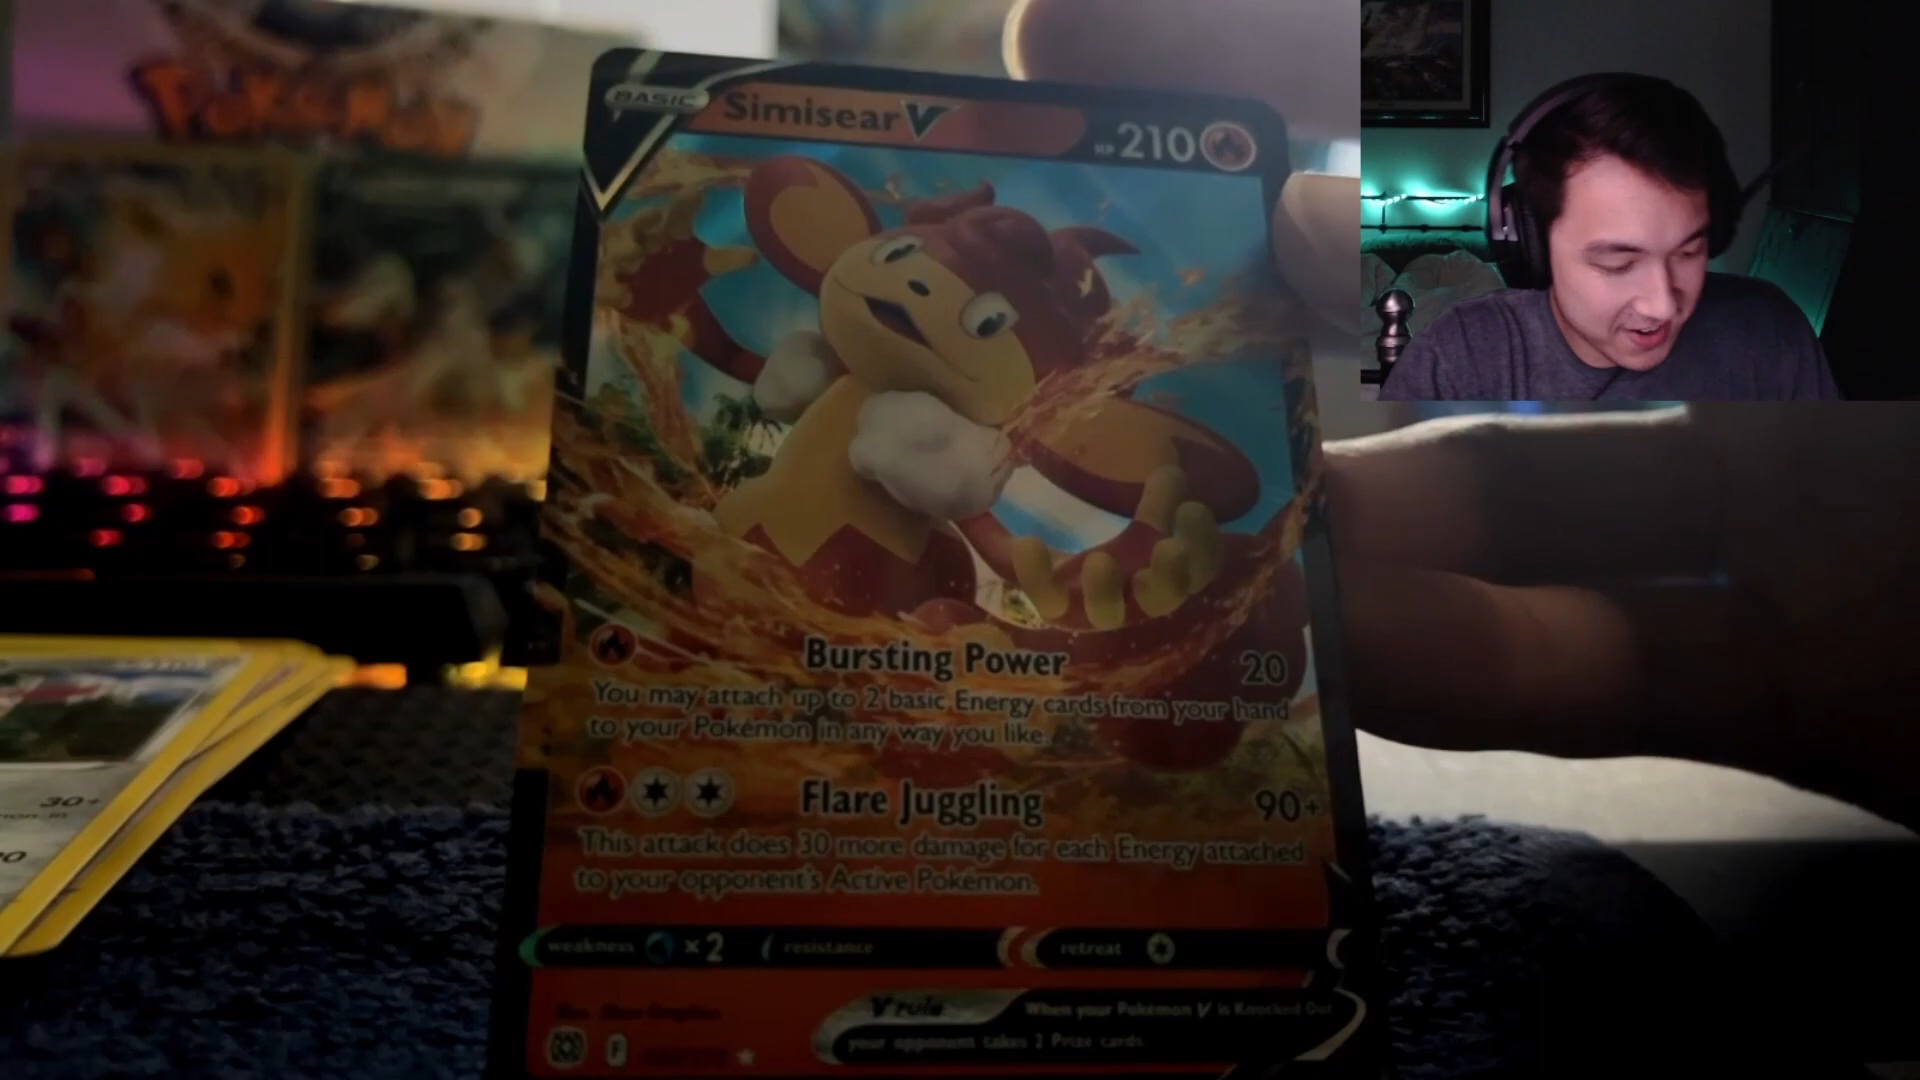 POKÉMON
BASIC
Simisear V
HP 210
Bursting Power 20
You may attach up to 2 basic Energy cards from your hand
to your Pokémon in any way you like.
Flare Juggling 90+
This attack does 30 more damage for each Energy attached
to your opponent's Active Pokémon.
weakness ×2 resistance retreat
V rule When your Pokémon V is Knocked Out,
your opponent takes 2 Prize cards.
F
30+